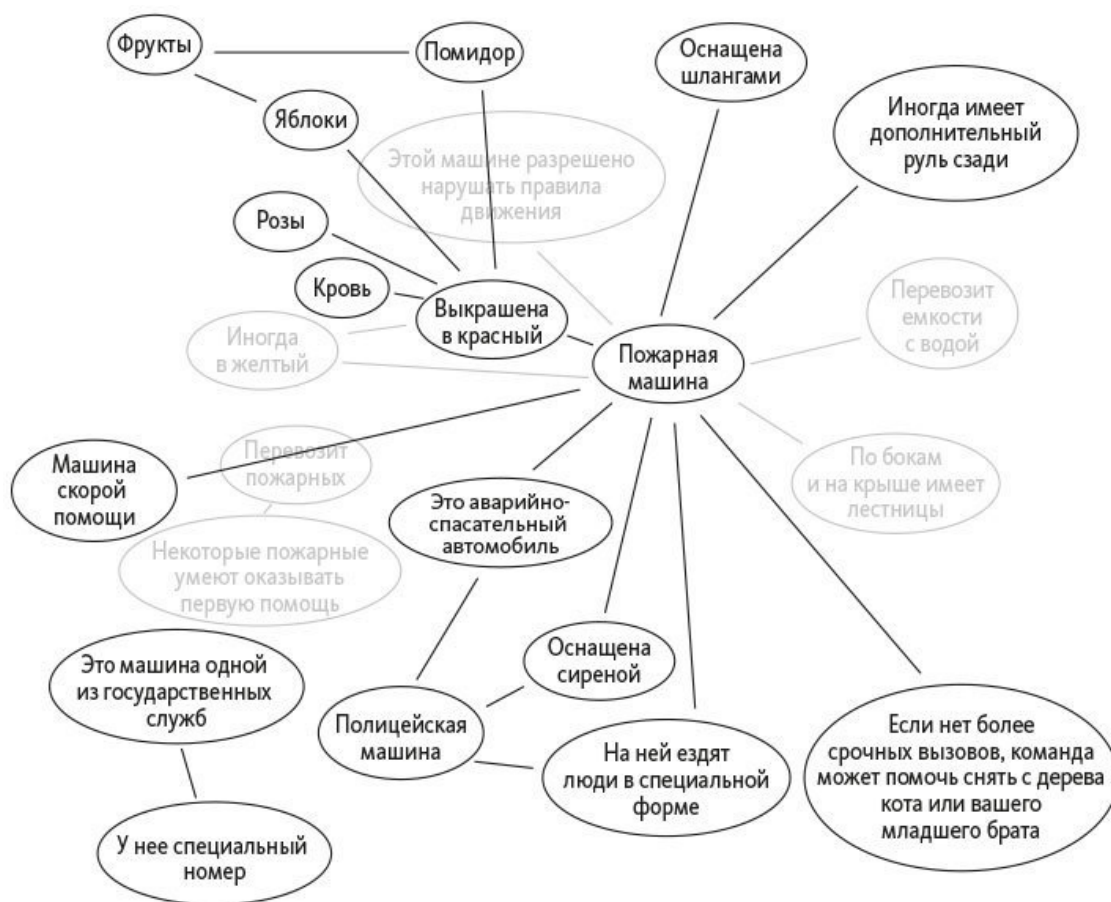 Фрукты
Помидор
Оснащена
шлангами
Яблоки
Иногда имеет
дополнительный
руль сзади
Этой машине разрешено
нарушать правила
движения
Розы
Кровь
Выкрашена
в красный
Перевозит
емкости
с водой
Иногда
в желтый
Пожарная
машина
Машина
скорой
помощи
Перевозит
пожарных
По бокам
и на крыше имеет
лестницы
Это аварийно-
спасательный
автомобиль
Некоторые пожарные
умеют оказывать
первую помощь
Это машина одной
из государственных
служб
Оснащена
сиреной
Полицейская
машина
На ней ездят
люди в специальной
форме
Если нет более
срочных вызовов, команда
может помочь снять с дерева
кота или вашего
младшего брата
У нее специальный
номер